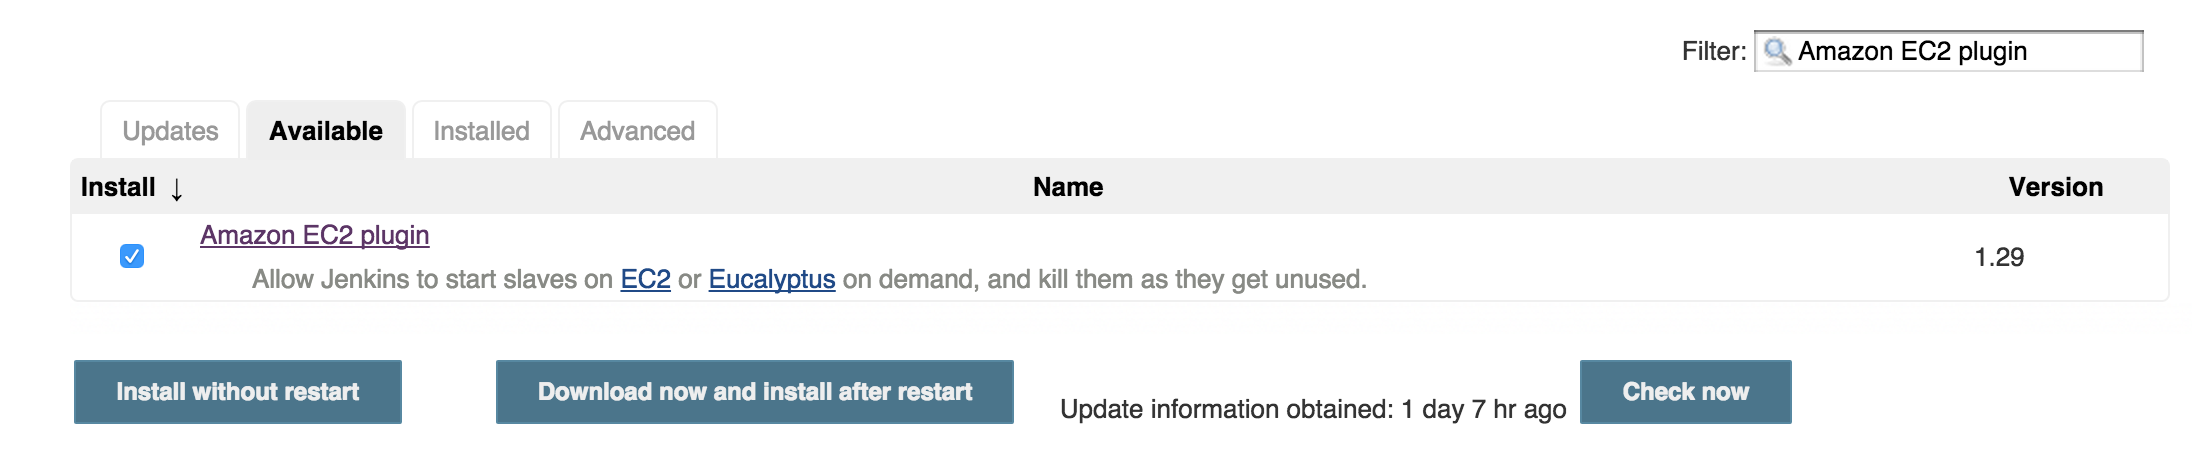 Filter: Amazon EC2 plugin
Updates Available Installed Advanced
Install ↓ Name Version
Amazon EC2 plugin
Allow Jenkins to start slaves on EC2 or Eucalyptus on demand, and kill them as they get unused.
1.29
Install without restart Download now and install after restart Update information obtained: 1 day 7 hr ago Check now